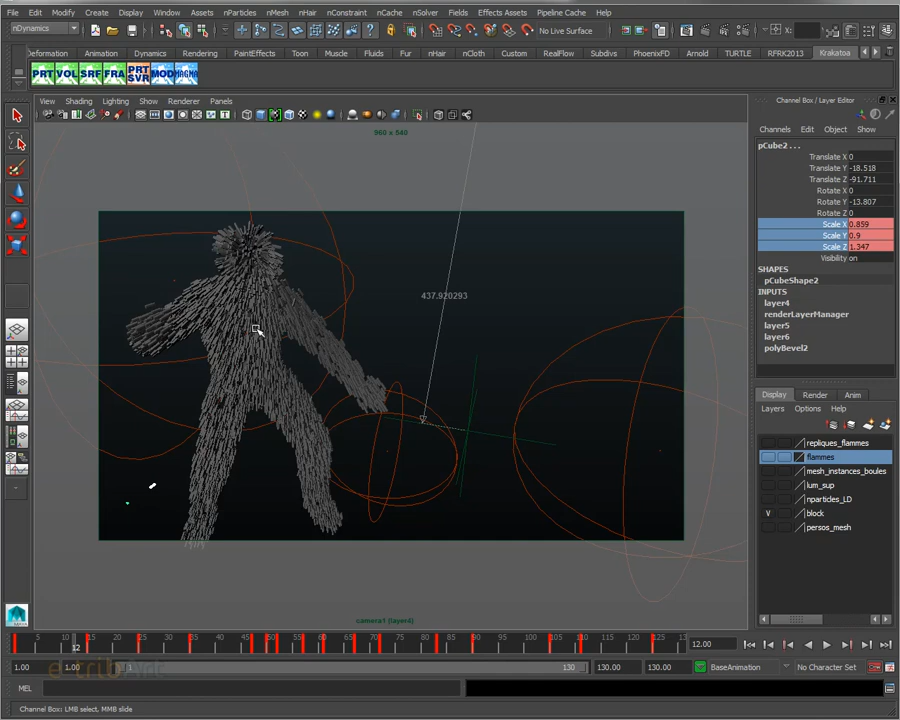 File Edit Modify Create Display Window Assets nParticles nMesh nHair nConstraint nCache nSolver Fields Effects Assets Pipeline Cache Help
nDynamics No Live Surface X:
Deformation Animation Dynamics Rendering PaintEffects Toon Muscle Fluids Fur nHair nCloth Custom RealFlow Subdivs PhoenixFD Arnold TURTLE RFRK2013 Krakatoa
PRT VOL SRF FRA PRT SVR MOD MAGMA
View Shading Lighting Show Renderer Panels
960 x 540
437.920293
camera1 (layer4)
Channel Box / Layer Editor
Channels Edit Object Show
pCube2...
Translate X 0
Translate Y -18.518
Translate Z -91.711
Rotate X 0
Rotate Y -13.807
Rotate Z 0
Scale X 0.859
Scale Y 0.9
Scale Z 1.347
Visibility on
SHAPES
pCubeShape2
INPUTS
layer4
renderLayerManager
layer5
layer6
polyBevel2
Display Render Anim
Layers Options Help
repiques_flammes
flammes
mesh_instances_boules
lum_sup
nparticles_LD
V block
persos_mesh
5 10 15 20 25 30 35 40 45 50 55 60 65 70 75 80 85 90 95 100 105 110 115 120 125 13
12
12.00
1.00 1.00 1 130 130.00 130.00 BaseAnimation No Character Set
MEL
Channel Box: LMB select, MMB slide